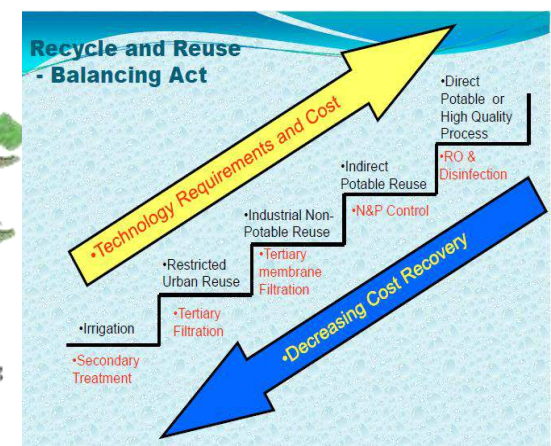 Recycle and Reuse
- Balancing Act
•Technology Requirements and Cost
•Direct
Potable or
High Quality
Process
•RO &
Disinfection
•Indirect
Potable Reuse
•N&P Control
•Industrial Non-
Potable Reuse
•Tertiary
membrane
Filtration
•Restricted
Urban Reuse
•Tertiary
Filtration
•Irrigation
•Secondary
Treatment
•Decreasing Cost Recovery